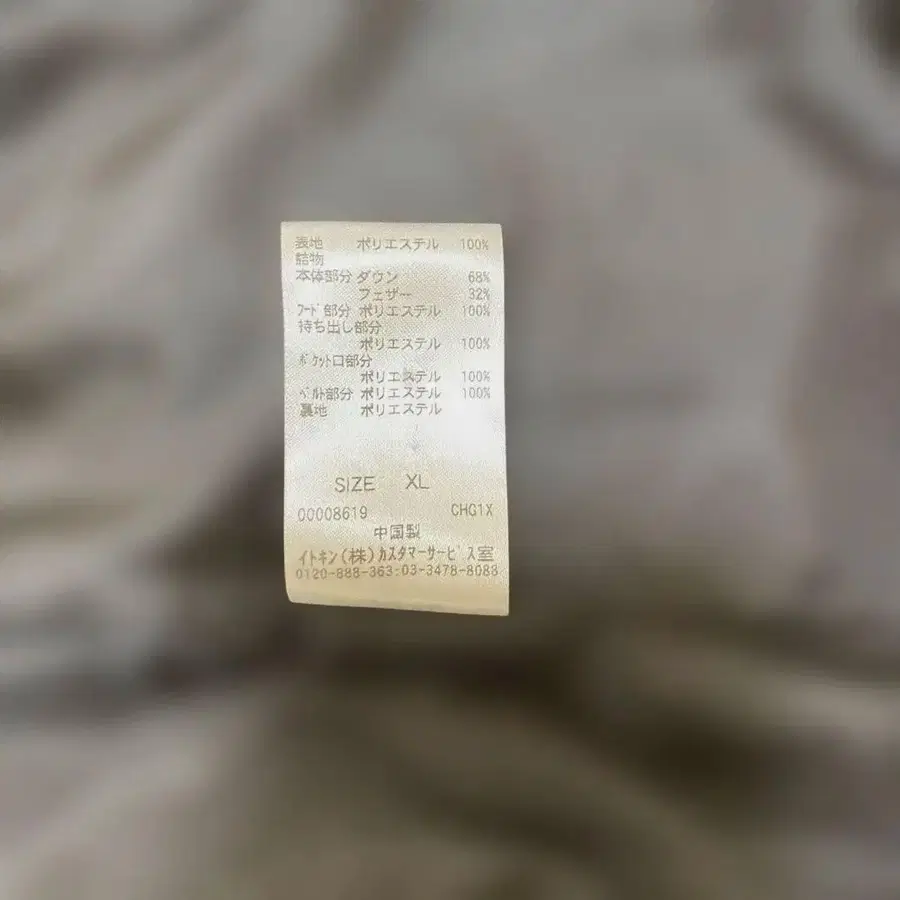 表地 ポリエステル 100%
詰物
本体部分 ダウン 68%
フェザー 32%
ﾌｰﾄﾞ部分 ポリエステル 100%
持ち出し部分
ポリエステル 100%
ﾎﾟｹｯﾄ口部分
ポリエステル 100%
ﾍﾞﾙﾄ部分 ポリエステル 100%
裏地 ポリエステル
SIZE XL
00008619 CHG1X
中国製
イトキン(株)ｶｽﾀﾏｰｻｰﾋﾞｽ室
0120-888-363:03-3478-8088